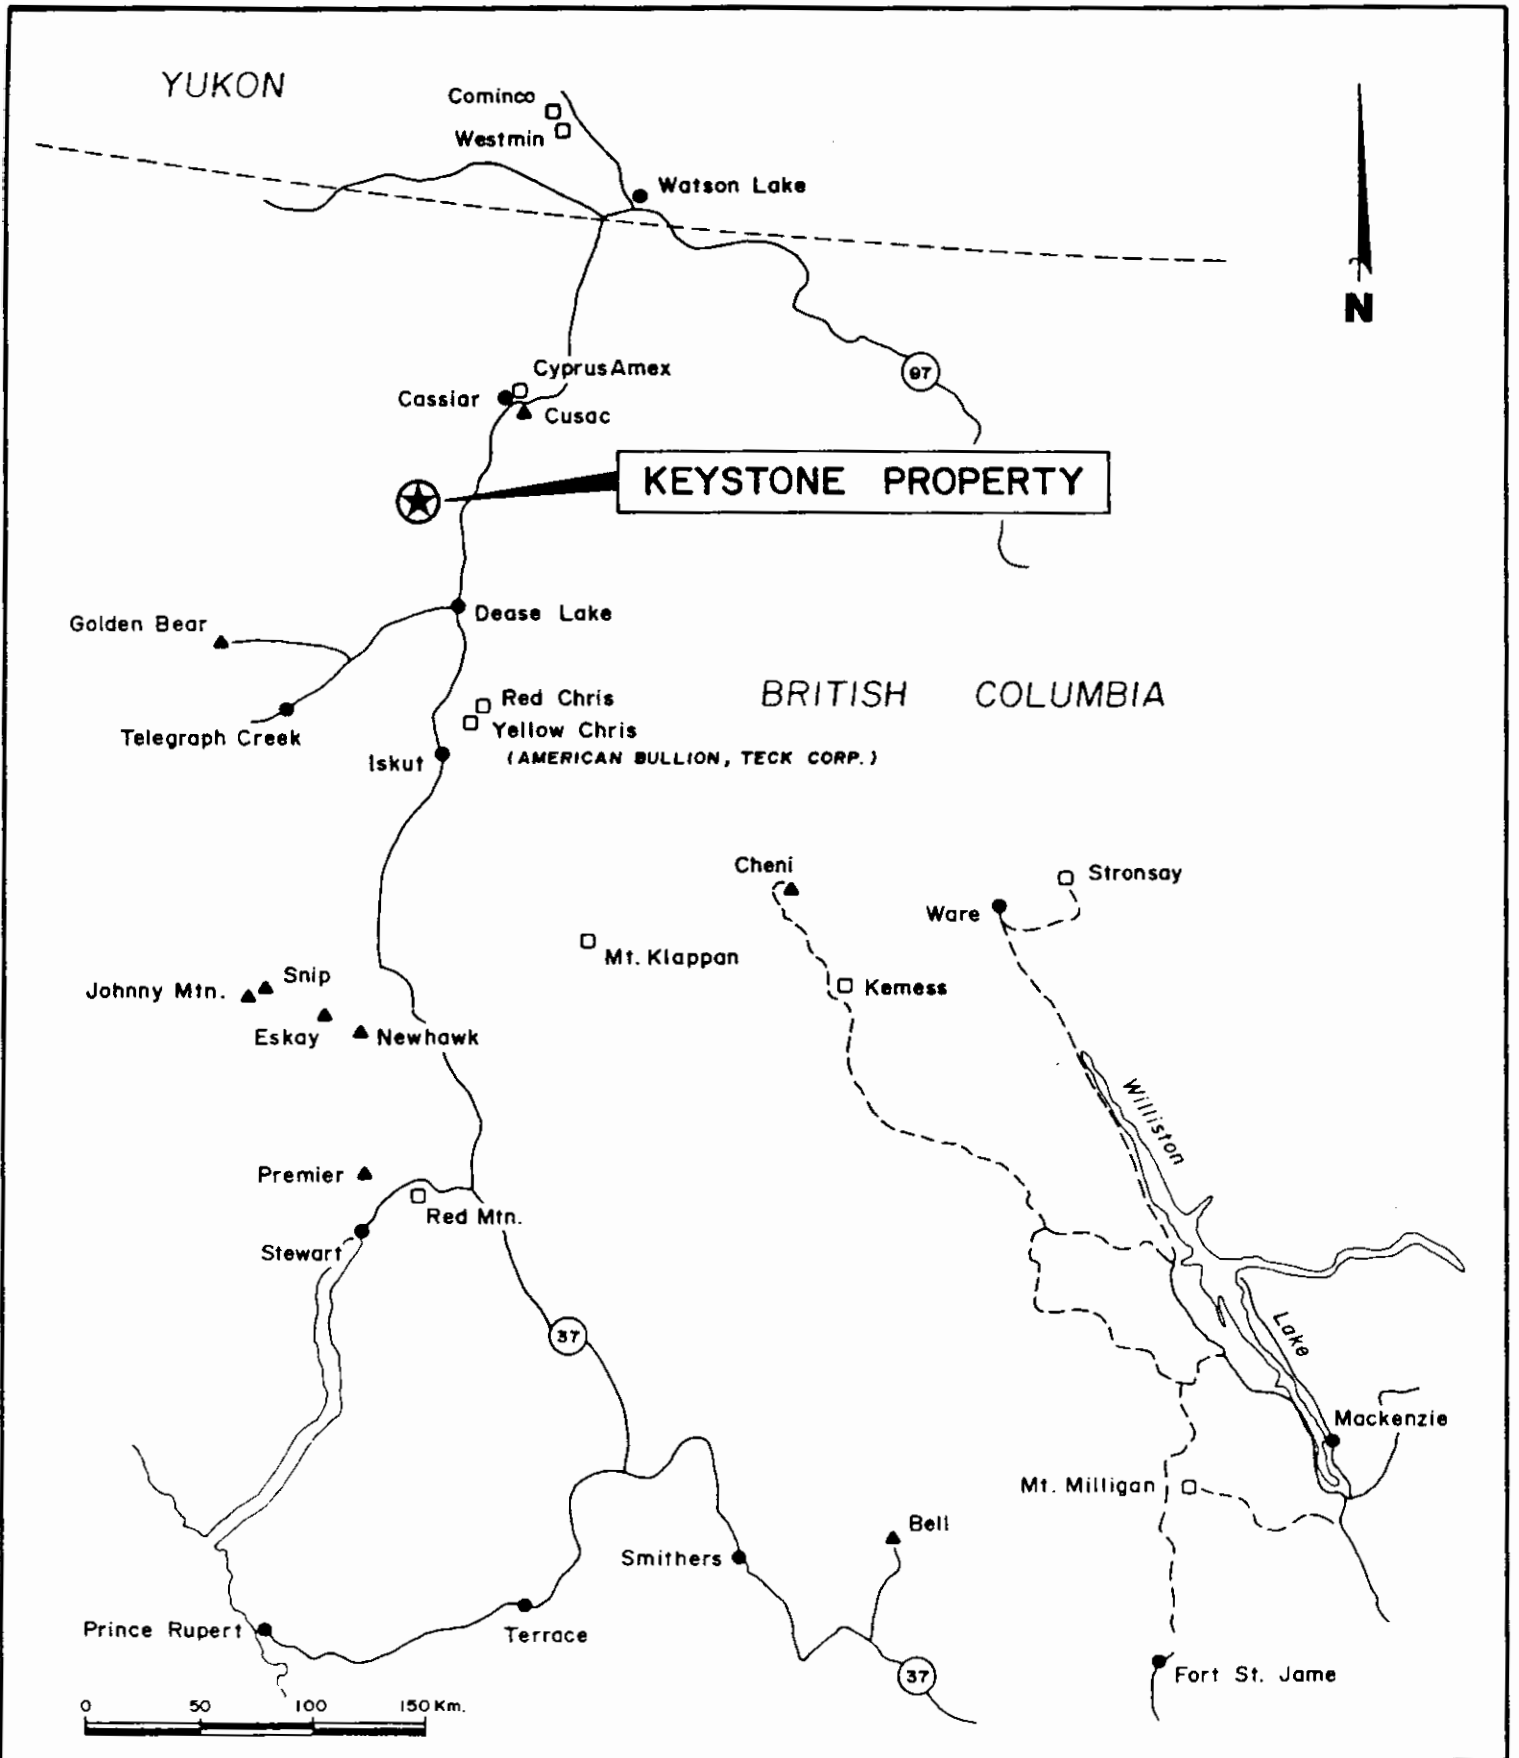 YUKON
Cominco
Westmin
Watson Lake
N
Cyprus Amex
97
Cassiar
Cusac
KEYSTONE PROPERTY
Golden Bear
Dease Lake
Red Chris
BRITISH COLUMBIA
Telegraph Creek
Yellow Chris
Iskut
(AMERICAN BULLION, TECK CORP.)
Cheni
Stronsay
Ware
Mt. Klappan
Snip
Johnny Mtn.
Kemess
Eskay
Newhawk
Williston
Premier
Red Mtn.
Stewart
37
Lake
Mackenzie
Mt. Milligan
Bell
Smithers
Prince Rupert
Terrace
37
Fort St. Jame
0 50 100 150 Km.